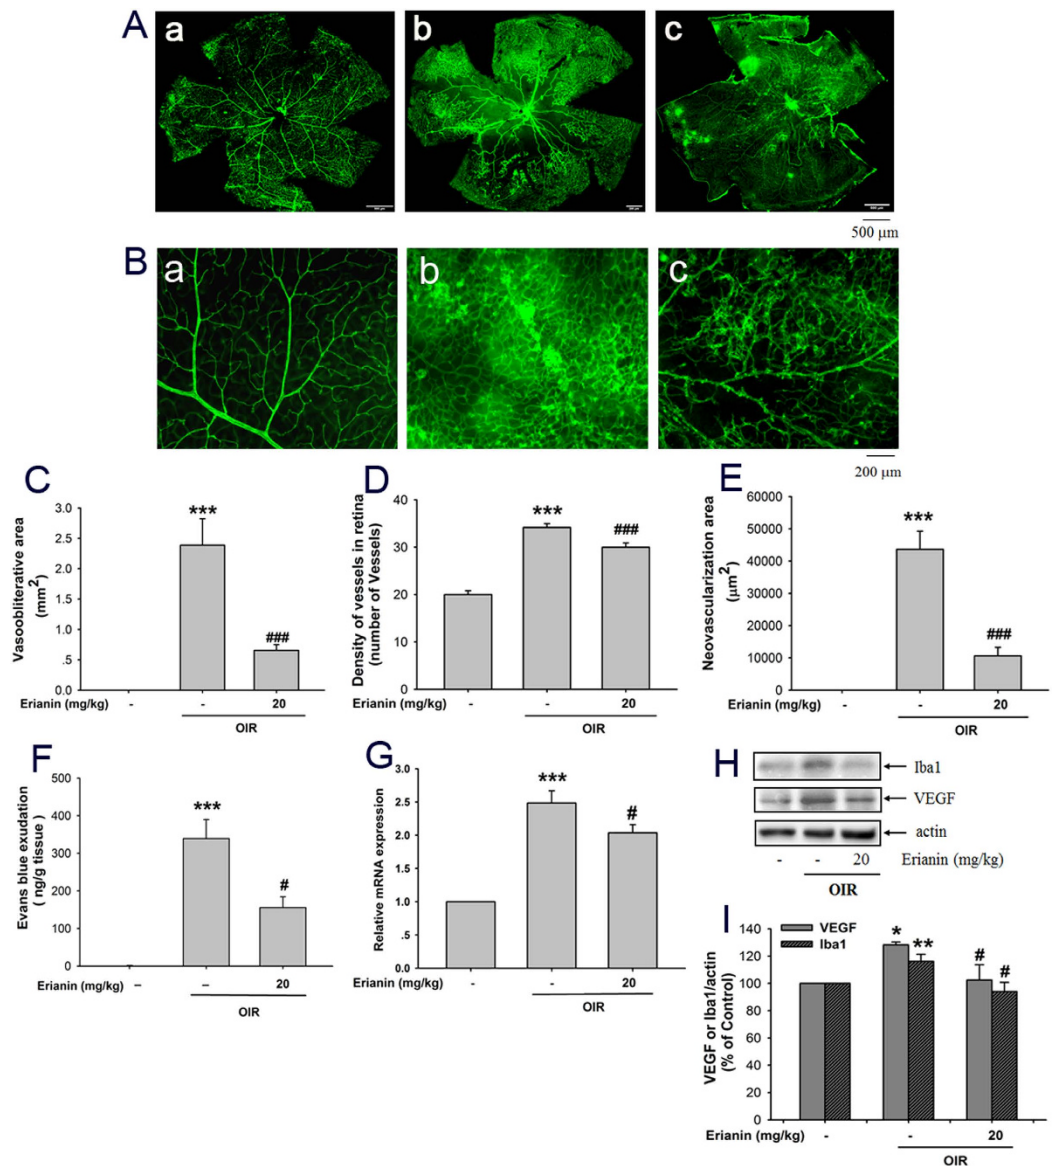 A
a
b
c
500 μm
B
a
b
c
200 μm
C
Vasoobliterative area
(mm2)
3.0
2.5
2.0
1.5
1.0
.5
0.0
***
###
Erianin (mg/kg)
-
-
20
OIR
D
Density of vessels in retina
(number of Vessels)
40
30
20
10
0
***
###
Erianin (mg/kg)
-
-
20
OIR
E
Neovascularization area
(μm2)
60000
50000
40000
30000
20000
10000
0
***
###
Erianin (mg/kg)
-
-
20
OIR
F
Evans blue exudation
( ng/g tissue )
500
400
300
200
100
0
***
#
Erianin (mg/kg)
–
–
20
OIR
G
Relative mRNA expression
3.0
2.5
2.0
1.5
1.0
.5
0.0
***
#
Erianin (mg/kg)
-
-
20
OIR
H
Iba1
VEGF
actin
- - 20 Erianin (mg/kg)
OIR
I
VEGF
Iba1
VEGF or Iba1/actin
(% of Control)
140
120
100
80
60
40
20
0
*
**
#
#
Erianin (mg/kg)
-
-
20
OIR